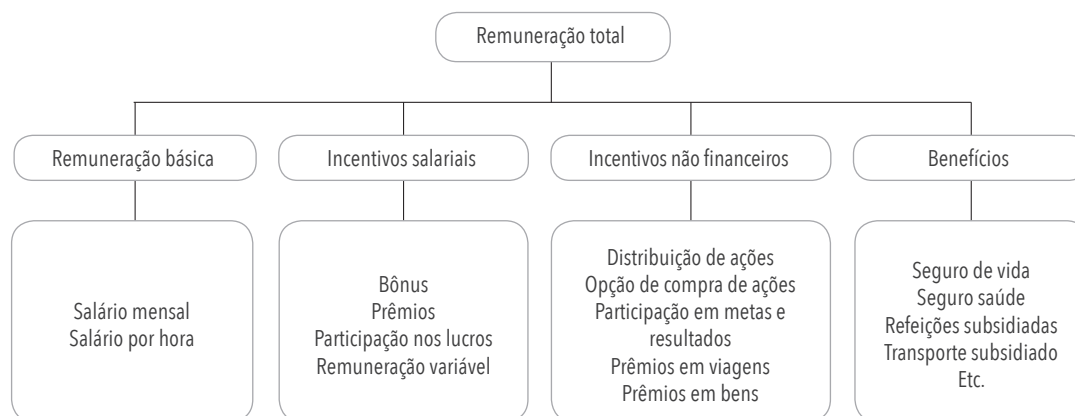 Remuneração total
Remuneração básica
Incentivos salariais
Incentivos não financeiros
Benefícios
Salário mensal
Salário por hora
Bônus
Prêmios
Participação nos lucros
Remuneração variável
Distribuição de ações
Opção de compra de ações
Participação em metas e
resultados
Prêmios em viagens
Prêmios em bens
Seguro de vida
Seguro saúde
Refeições subsidiadas
Transporte subsidiado
Etc.